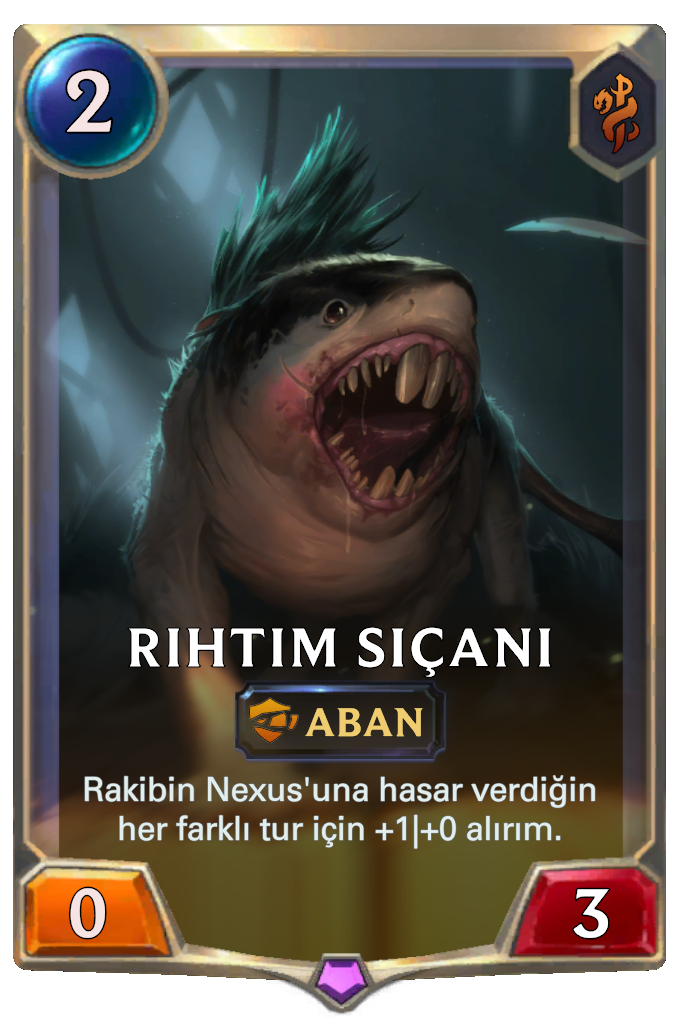 2
RIHTIM SIÇANI
ABAN
Rakibin Nexus'una hasar verdiğin
her farklı tur için +1|+0 alırım.
0
3